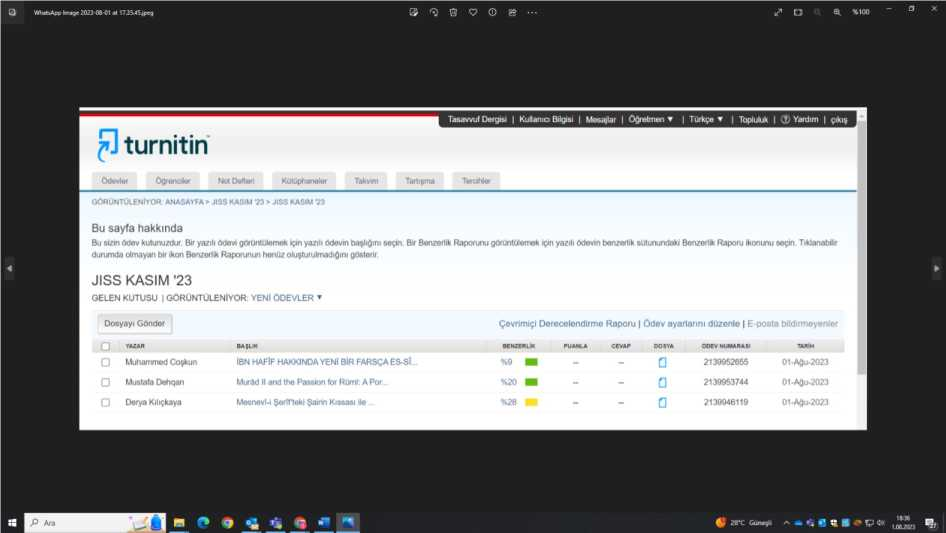 WhatsApp Image 2023-08-01 at 17.35.45.jpeg
%100
Tasavvuf Dergisi | Kullanıcı Bilgisi | Mesajlar | Öğretmen ▼ | Türkçe ▼ | Topluluk | ? Yardım | çıkış
turnitin
Ödevler Öğrenciler Not Defteri Kütüphaneler Takvim Tartışma Tercihler
GÖRÜNTÜLENİYOR: ANASAYFA > JISS KASIM '23 > JISS KASIM '23
Bu sayfa hakkında
Bu sizin ödev kutunuzdur. Bir yazılı ödevi görüntülemek için yazılı ödevin başlığını seçin. Bir Benzerlik Raporunu görüntülemek için yazılı ödevin benzerlik sütunundaki Benzerlik Raporu ikonunu seçin. Tıklanabilir
durumda olmayan bir ikon Benzerlik Raporunun henüz oluşturulmadığını gösterir.
JISS KASIM '23
GELEN KUTUSU | GÖRÜNTÜLENİYOR: YENİ ÖDEVLER ▼
Dosyayı Gönder Çevrimiçi Derecelendirme Raporu | Ödev ayarlarını düzenle | E-posta bildirmeyenler
YAZAR BAŞLIK BENZERLİK PUANLA CEVAP DOSYA ÖDEV NUMARASI TARİH
Muhammed Coşkun İBN HAFİF HAKKINDA YENİ BİR FARSÇA ES-SÎ... %9 -- -- 2139952655 01-Ağu-2023
Mustafa Dehqan Murâd II and the Passion for Rūmī: A Por... %20 -- -- 2139953744 01-Ağu-2023
Derya Kılıçkaya Mesnevî-i Şerîf'teki Şairin Kıssası ile ... %28 -- -- 2139946119 01-Ağu-2023
Ara 28°C Güneşli 18:36
1.08.2023